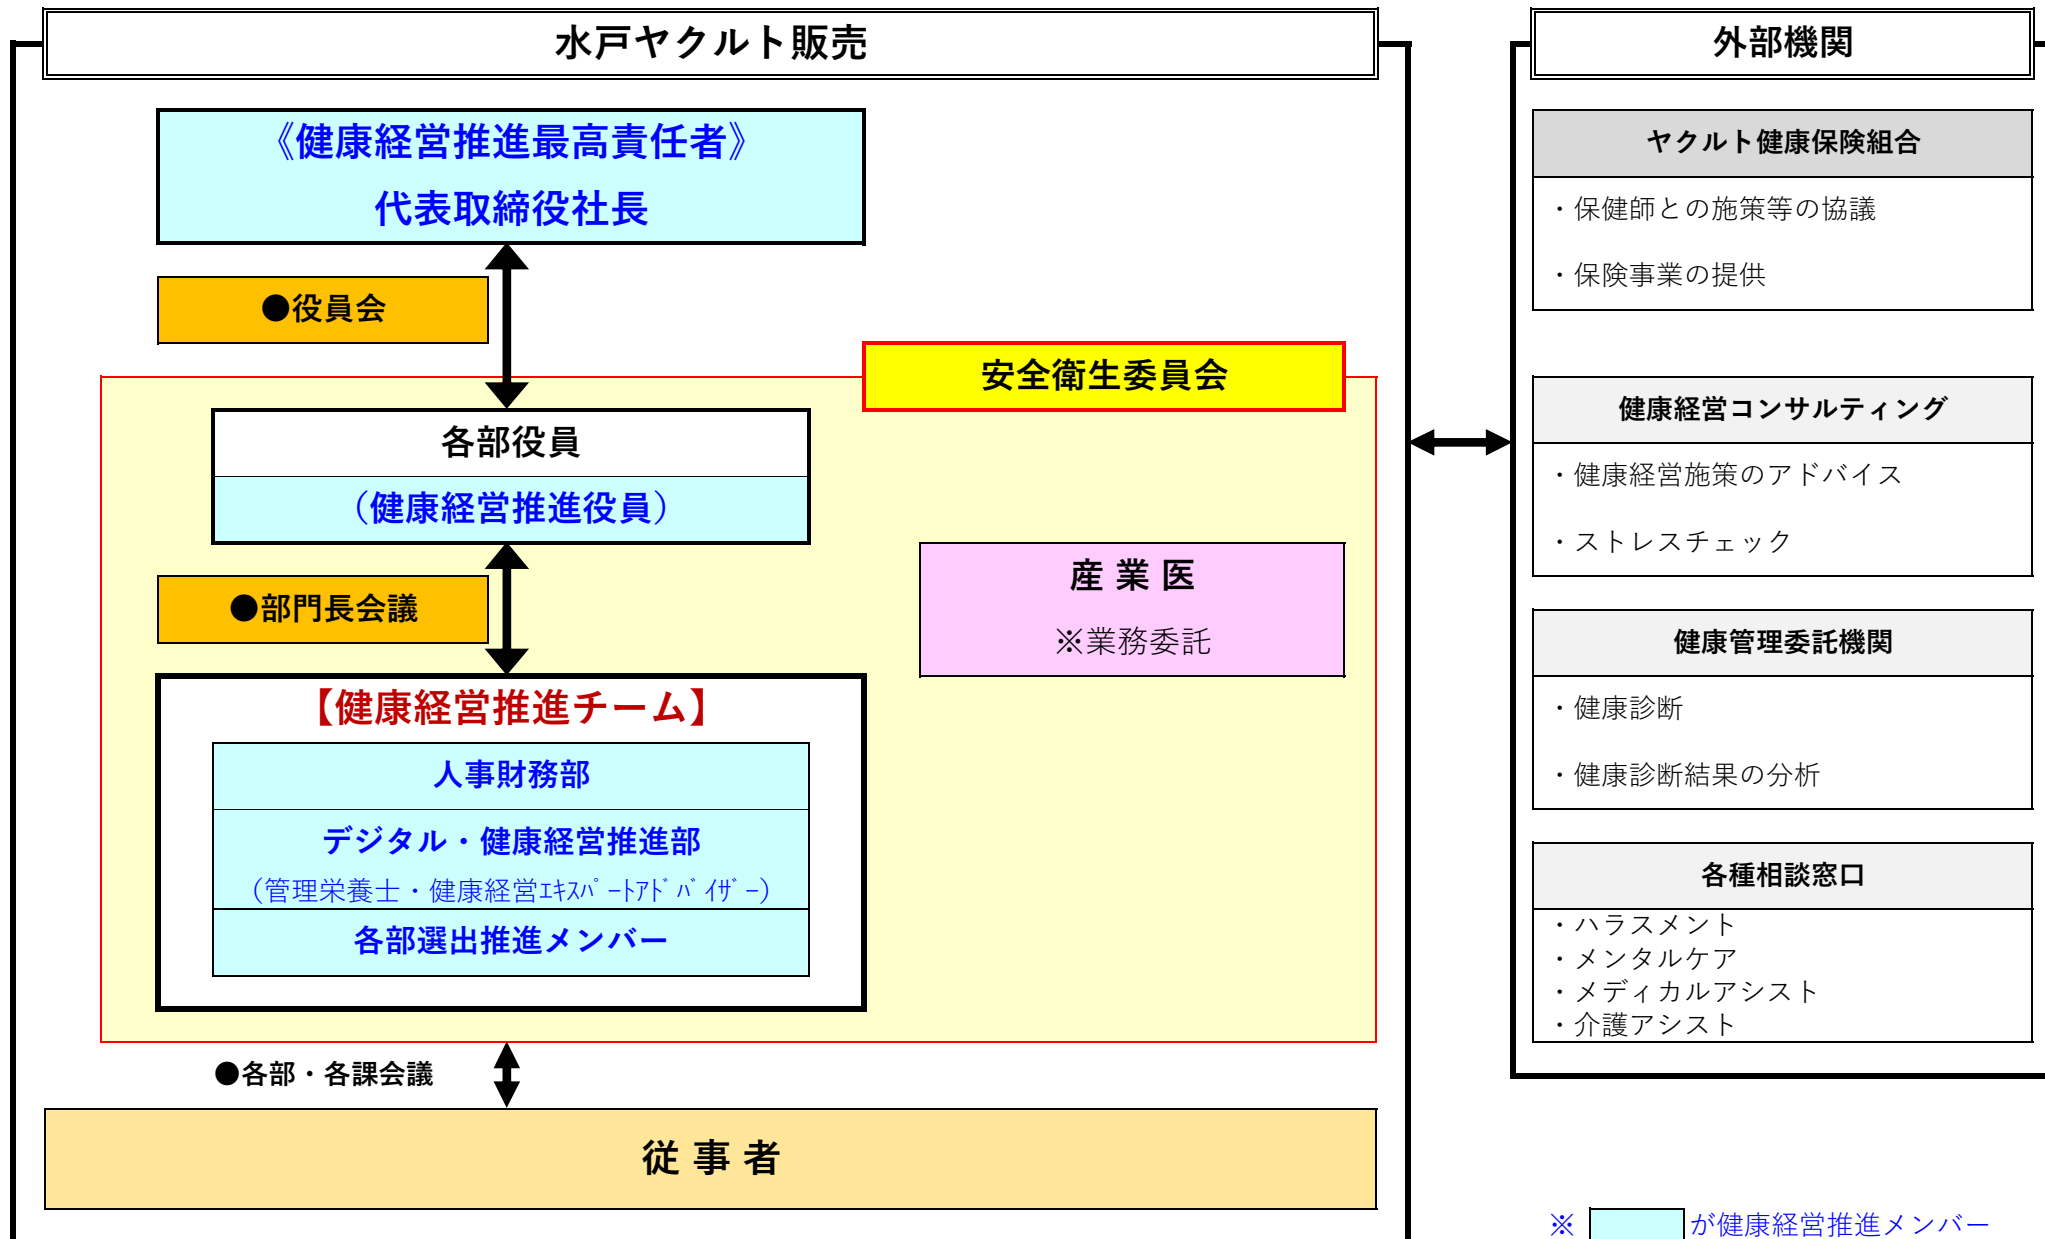 水戸ヤクルト販売
《健康経営推進最高責任者》
代表取締役社長
●役員会
安全衛生委員会
各部役員
（健康経営推進役員）
●部門長会議
産 業 医
※業務委託
【健康経営推進チーム】
人事財務部
デジタル・健康経営推進部
（管理栄養士・健康経営ｴｷｽﾊﾟｰﾄｱﾄﾞﾊﾞｲｻﾞｰ）
各部選出推進メンバー
●各部・各課会議
従 事 者
外部機関
ヤクルト健康保険組合
・保健師との施策等の協議
・保険事業の提供
健康経営コンサルティング
・健康経営施策のアドバイス
・ストレスチェック
健康管理委託機関
・健康診断
・健康診断結果の分析
各種相談窓口
・ハラスメント
・メンタルケア
・メディカルアシスト
・介護アシスト
※ が健康経営推進メンバー